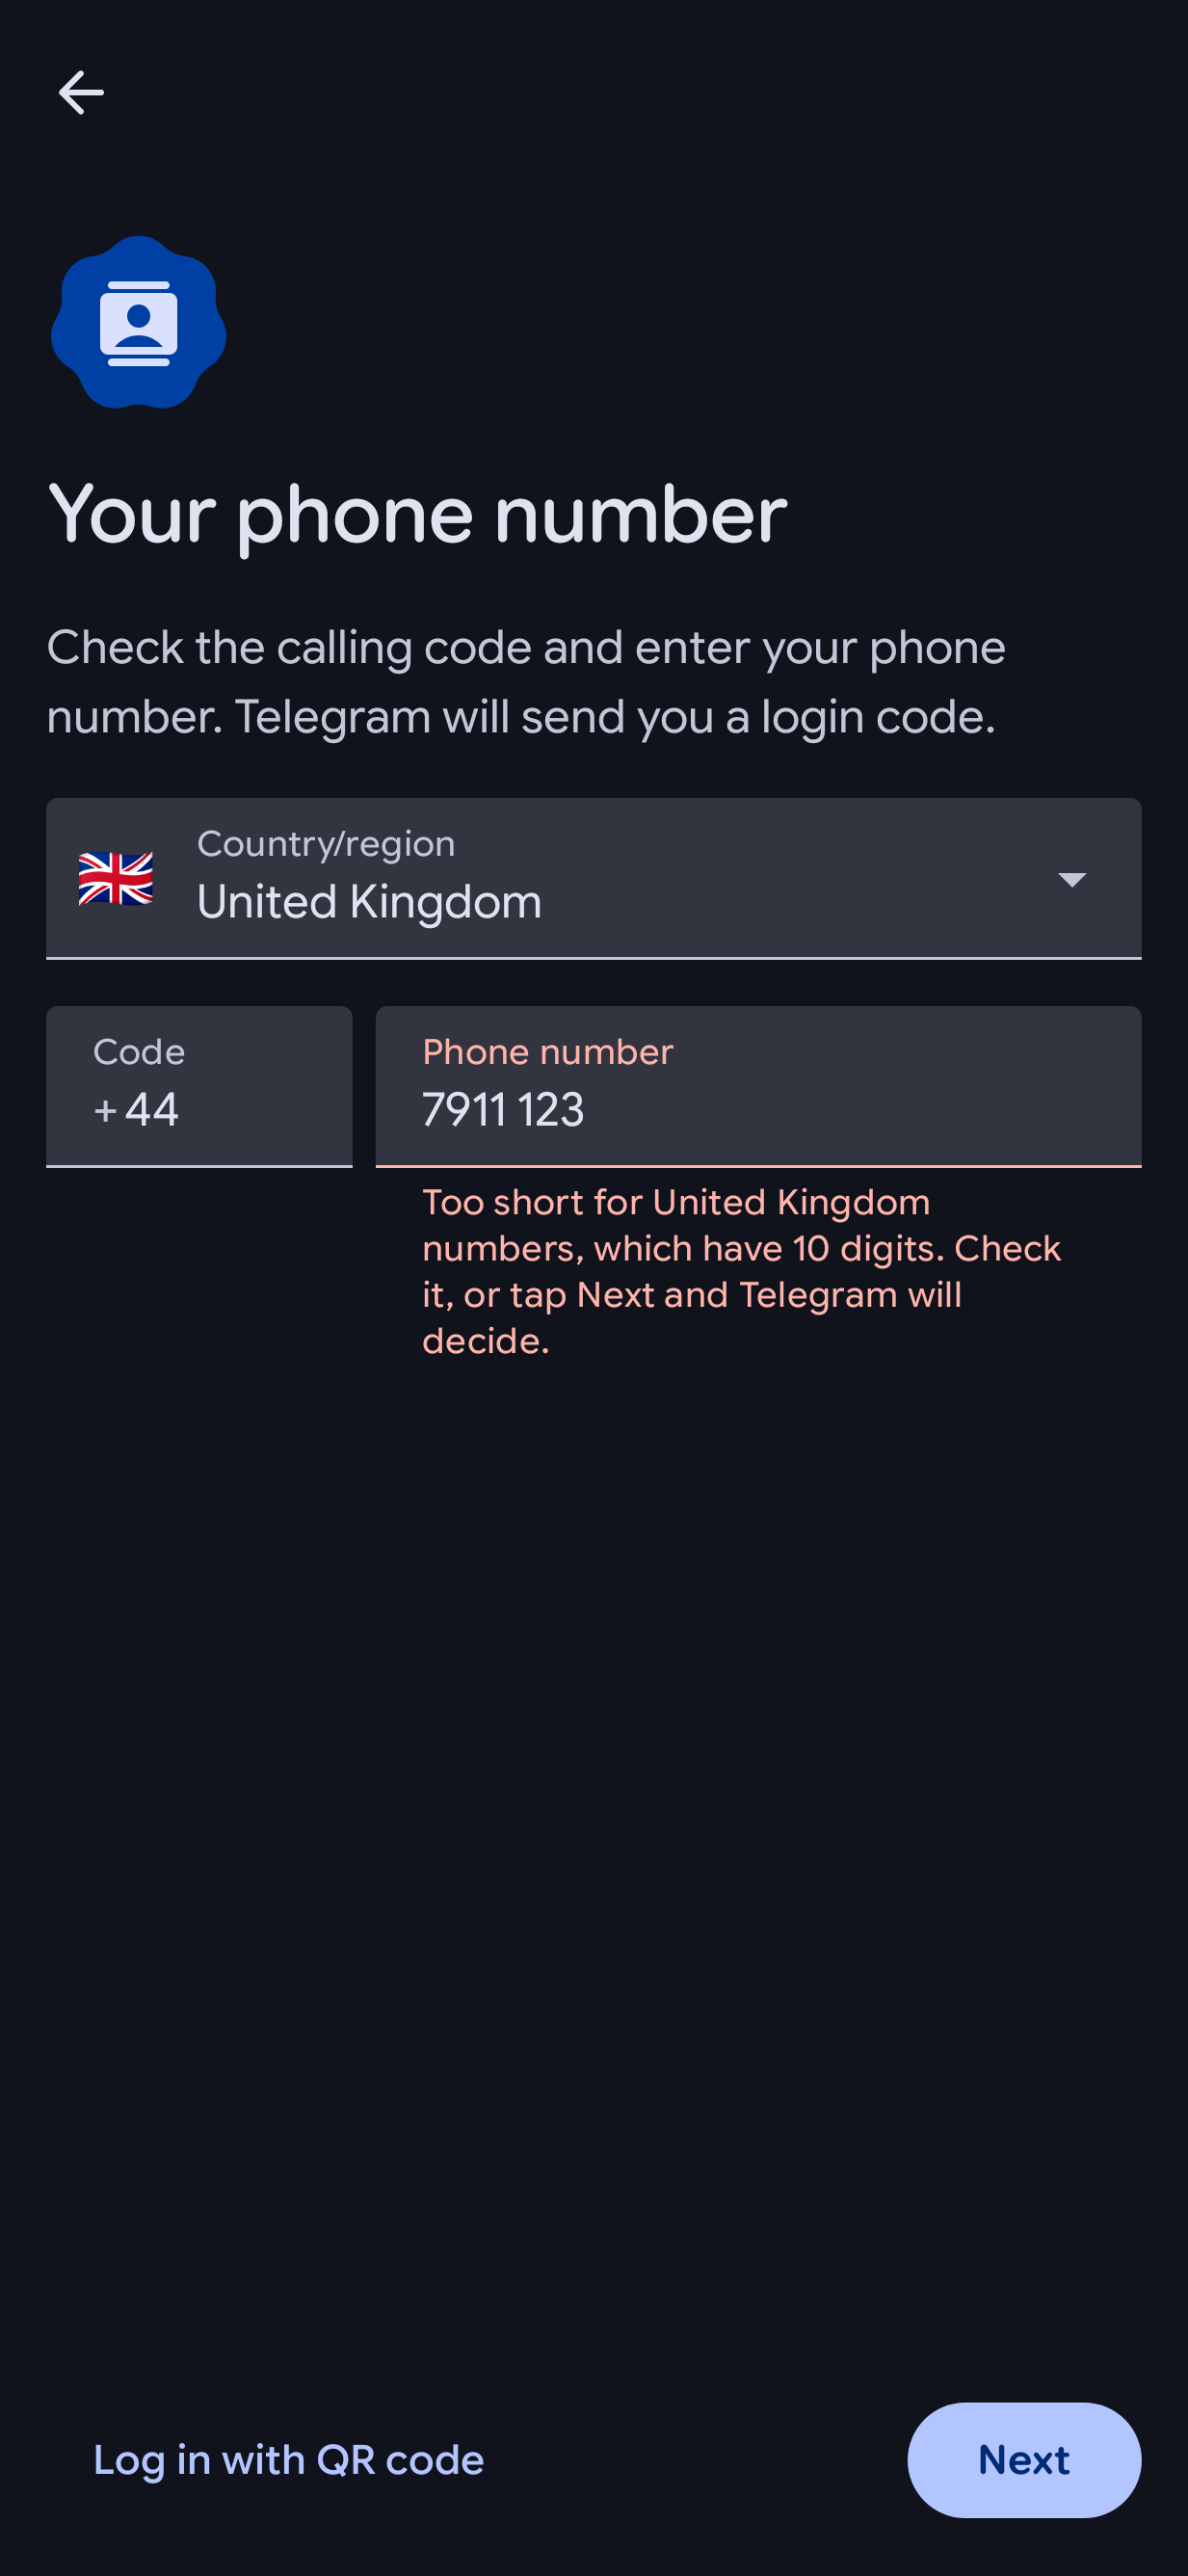 Your phone number
Check the calling code and enter your phone
number. Telegram will send you a login code.
Country/region
United Kingdom
Code
+44
Phone number
7911 123
Too short for United Kingdom
numbers, which have 10 digits. Check
it, or tap Next and Telegram will
decide.
Log in with QR code
Next